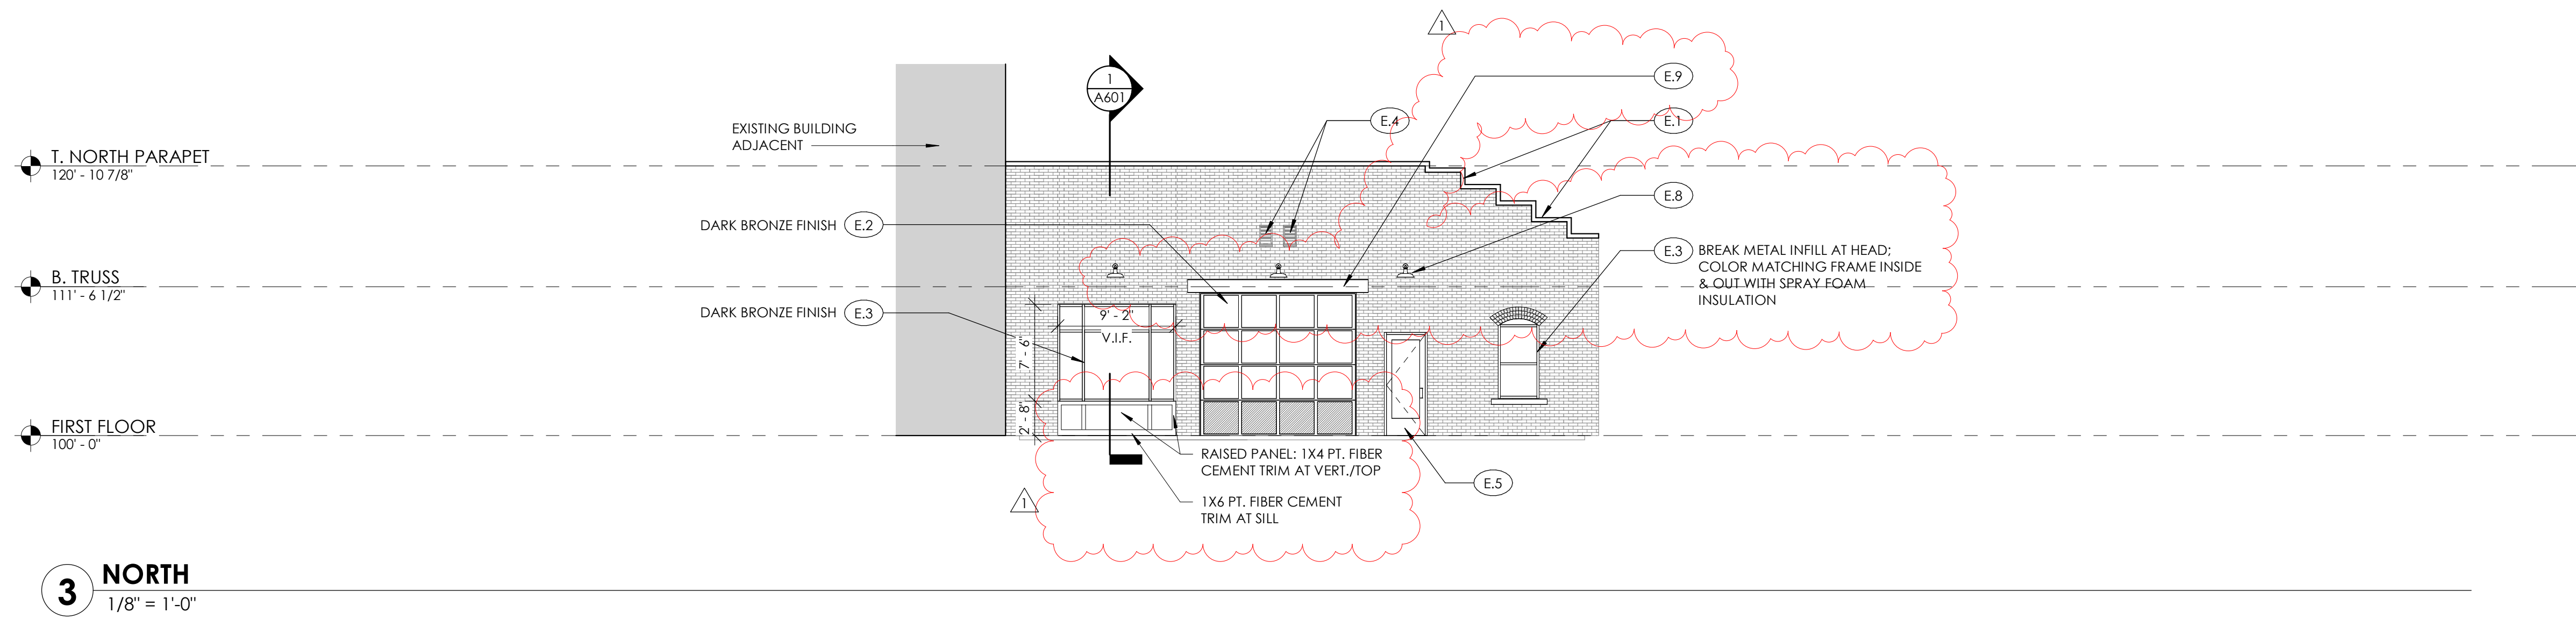 1
E.9
1
A601
E.4
E.1
EXISTING BUILDING
ADJACENT
T. NORTH PARAPET
120' - 10 7/8"
E.8
DARK BRONZE FINISH
E.2
E.3
BREAK METAL INFILL AT HEAD;
COLOR MATCHING FRAME INSIDE
& OUT WITH SPRAY FOAM
INSULATION
B. TRUSS
111' - 6 1/2"
DARK BRONZE FINISH
E.3
9' - 2"
V.I.F.
7' - 6"
2' - 8"
FIRST FLOOR
100' - 0"
RAISED PANEL: 1X4 PT. FIBER
CEMENT TRIM AT VERT./TOP
E.5
1X6 PT. FIBER CEMENT
TRIM AT SILL
1
3
NORTH
1/8" = 1'-0"